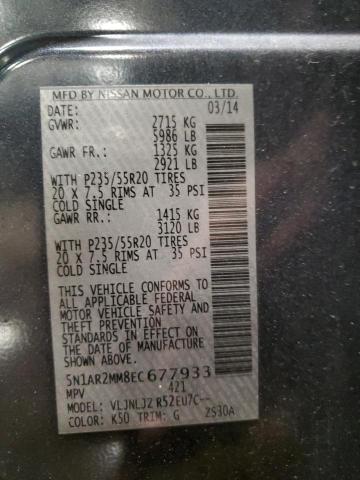 MFD BY NISSAN MOTOR CO., LTD.
DATE: 03/14
GVWR: 2715 KG
5986 LB
GAWR FR.: 1325 KG
2921 LB
WITH P235/55R20 TIRES
20 X 7.5 RIMS AT 35 PSI
COLD SINGLE
GAWR RR.: 1415 KG
3120 LB
WITH P235/55R20 TIRES
20 X 7.5 RIMS AT 35 PSI
COLD SINGLE
THIS VEHICLE CONFORMS TO
ALL APPLICABLE FEDERAL
MOTOR VEHICLE SAFETY AND
THEFT PREVENTION
STANDARDS IN EFFECT ON
THE DATE OF MANUFACTURE
SHOWN ABOVE.
5N1AR2MM8EC677933
MPV 421
MODEL: VLJNLJZ R52EU7C--
COLOR: K50 TRIM: G ZS30A